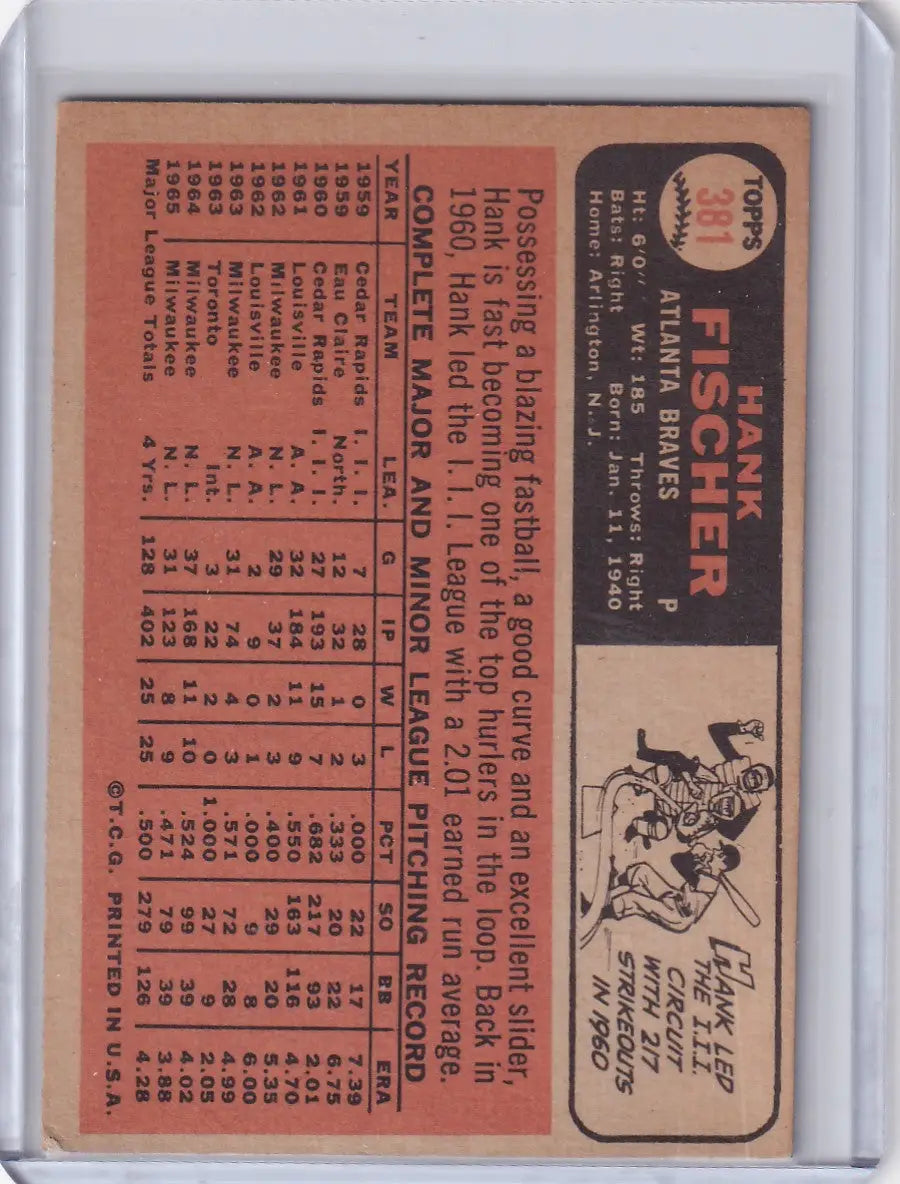 TOPPS
381
HANK
FISCHER
ATLANTA BRAVES P
Ht: 6'0" Wt: 185 Throws: Right
Bats: Right Born: Jan. 11, 1940
Home: Arlington, N. J.
HANK LED
THE I.I.I.
CIRCUIT
WITH 217
STRIKEOUTS
IN 1960
Possessing a blazing fastball, a good curve and an excellent slider,
Hank is fast becoming one of the top hurlers in the loop. Back in
1960, Hank led the I. I. I. League with a 2.01 earned run average.
COMPLETE MAJOR AND MINOR LEAGUE PITCHING RECORD
YEAR TEAM LEA. G IP W L PCT SO BB ERA
1959 Cedar Rapids I. I. I. 7 28 0 3 .000 22 17 7.39
1959 Eau Claire North. 12 32 1 2 .333 20 22 6.75
1960 Cedar Rapids I. I. I. 27 193 15 7 .682 217 93 2.01
1961 Louisville A. A. 32 184 11 9 .550 163 116 4.70
1962 Milwaukee N. L. 29 37 2 3 .400 29 20 5.35
1962 Louisville A. A. 2 9 0 1 .000 9 8 6.00
1963 Milwaukee N. L. 31 74 4 3 .571 72 28 4.99
1963 Toronto Int. 3 22 2 0 1.000 27 9 2.05
1964 Milwaukee N. L. 37 168 11 10 .524 99 39 4.02
1965 Milwaukee N. L. 31 123 8 9 .471 79 39 3.88
Major League Totals 4 Yrs. 128 402 25 25 .500 279 126 4.28
©T.C.G. PRINTED IN U.S.A.